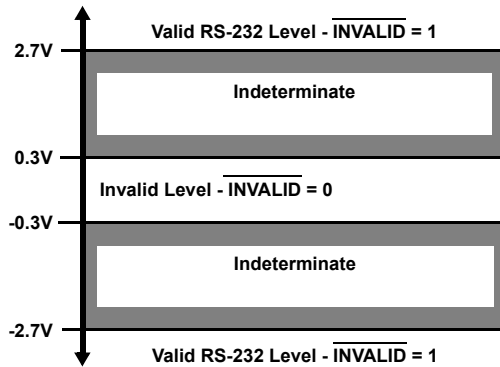 Valid RS-232 Level - INVALID = 1
2.7V
Indeterminate
0.3V
Invalid Level - INVALID = 0
-0.3V
Indeterminate
-2.7V
Valid RS-232 Level - INVALID = 1